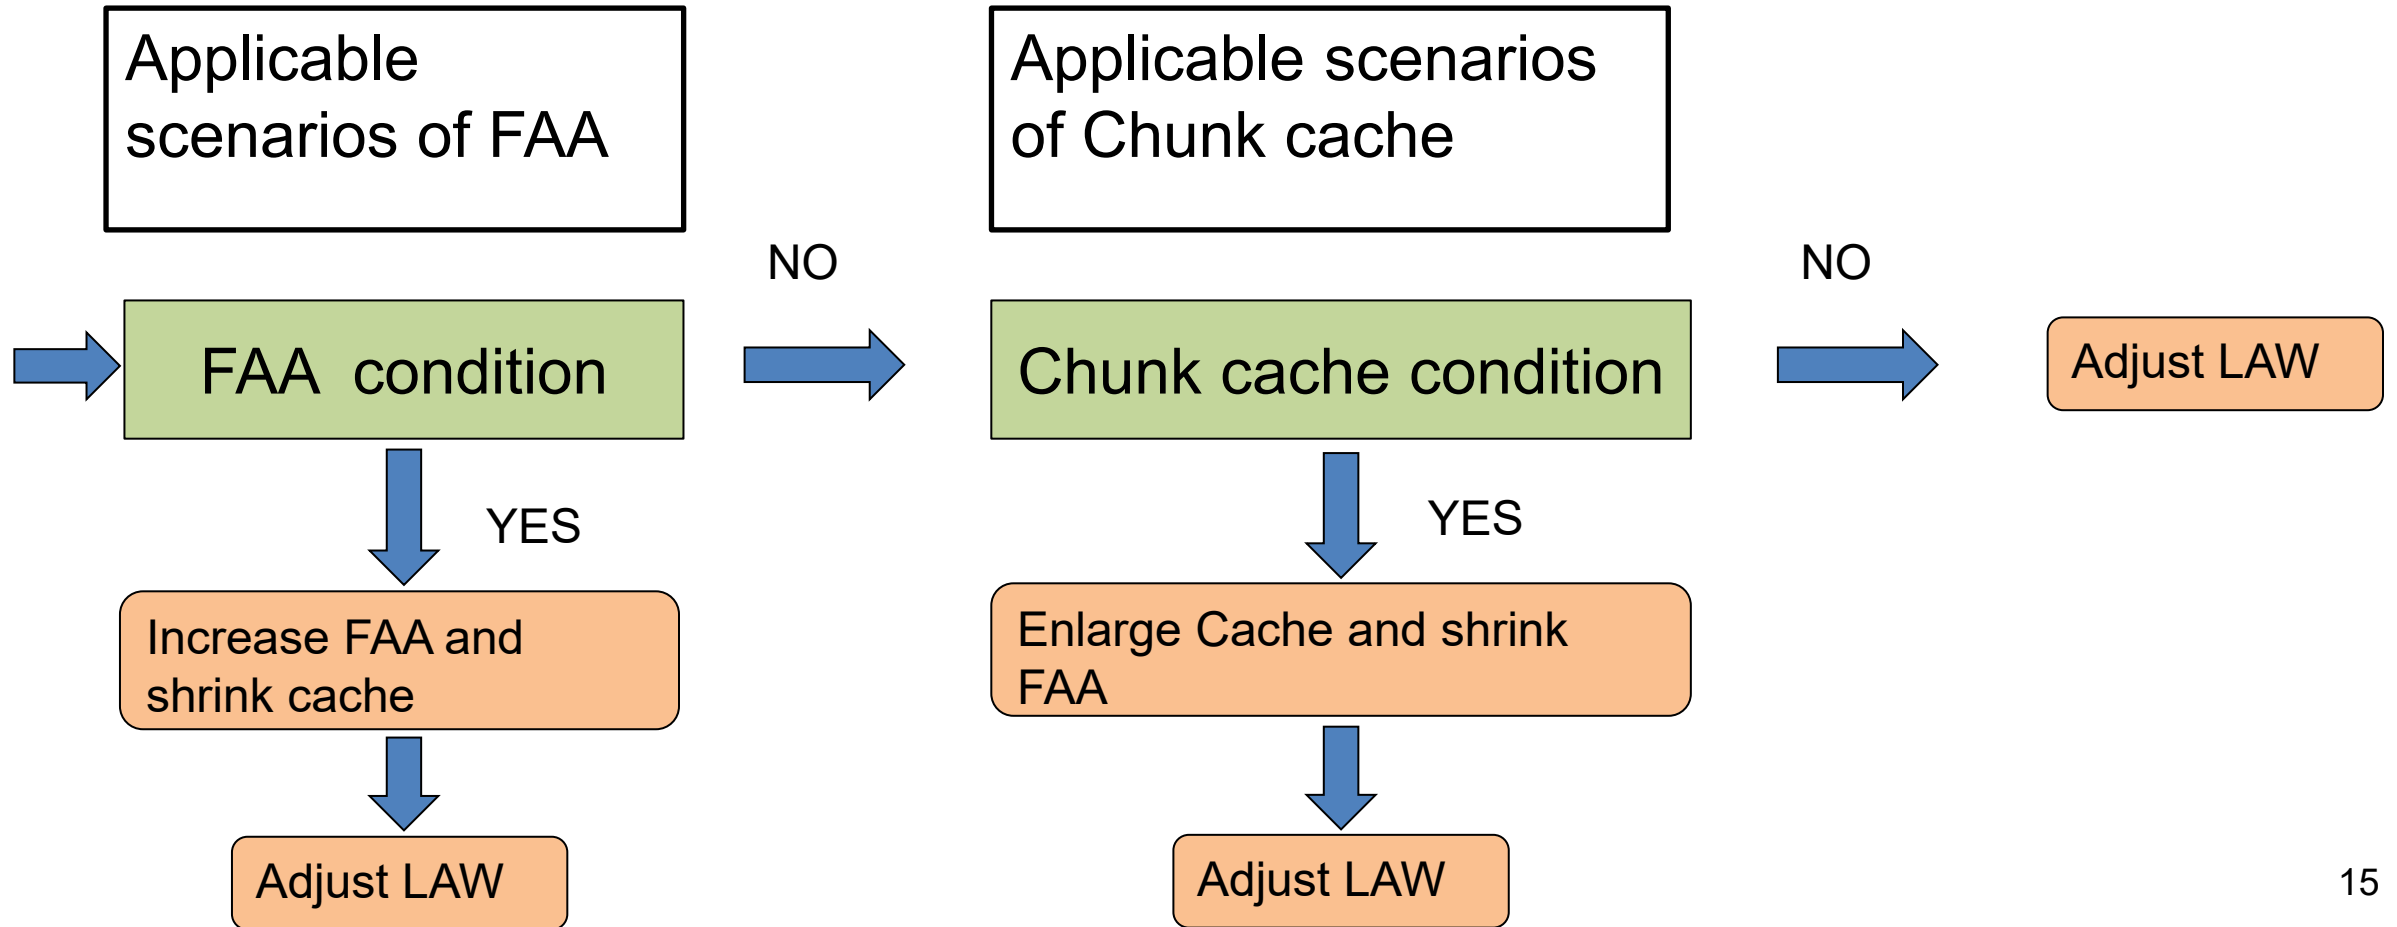 Applicable
scenarios of FAA
Applicable scenarios
of Chunk cache
NO
NO
FAA  condition
Chunk cache condition
Adjust LAW
YES
YES
Increase FAA and
shrink cache
Enlarge Cache and shrink
FAA
Adjust LAW
Adjust LAW
15